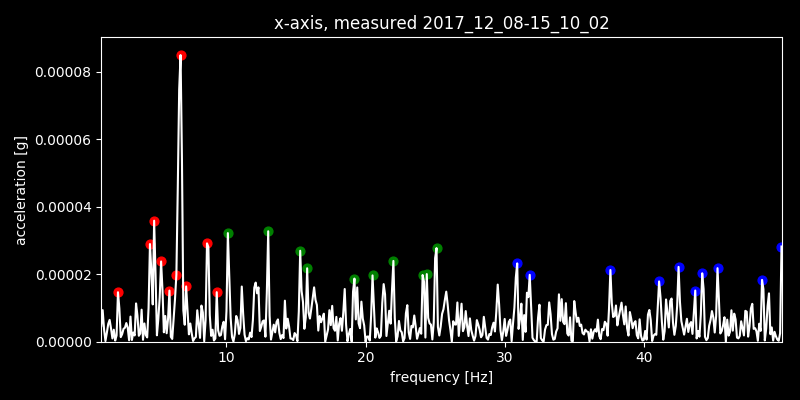 x-axis, measured 2017_12_08-15_10_02
acceleration [g]
0.00008
0.00006
0.00004
0.00002
0.00000
10 20 30 40
frequency [Hz]